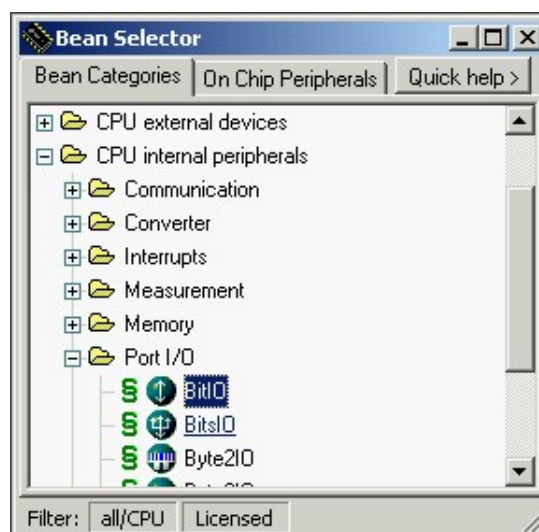 Bean Selector
Bean Categories On Chip Peripherals Quick help >
CPU external devices
CPU internal peripherals
Communication
Converter
Interrupts
Measurement
Memory
Port I/O
BitIO
BitsIO
Byte2IO
Filter: all/CPU Licensed